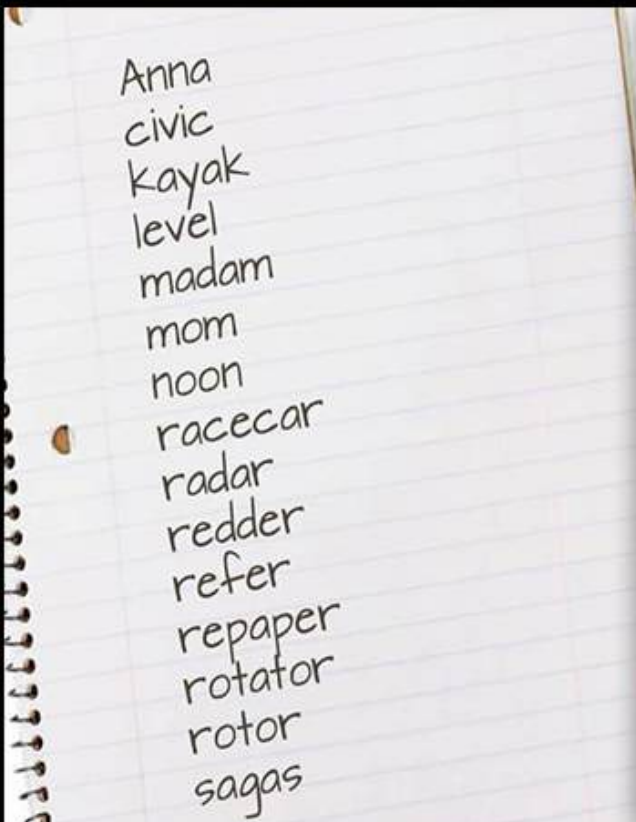 Anna
civic
kayak
level
madam
mom
noon
racecar
radar
redder
refer
repaper
rotator
rotor
sagas